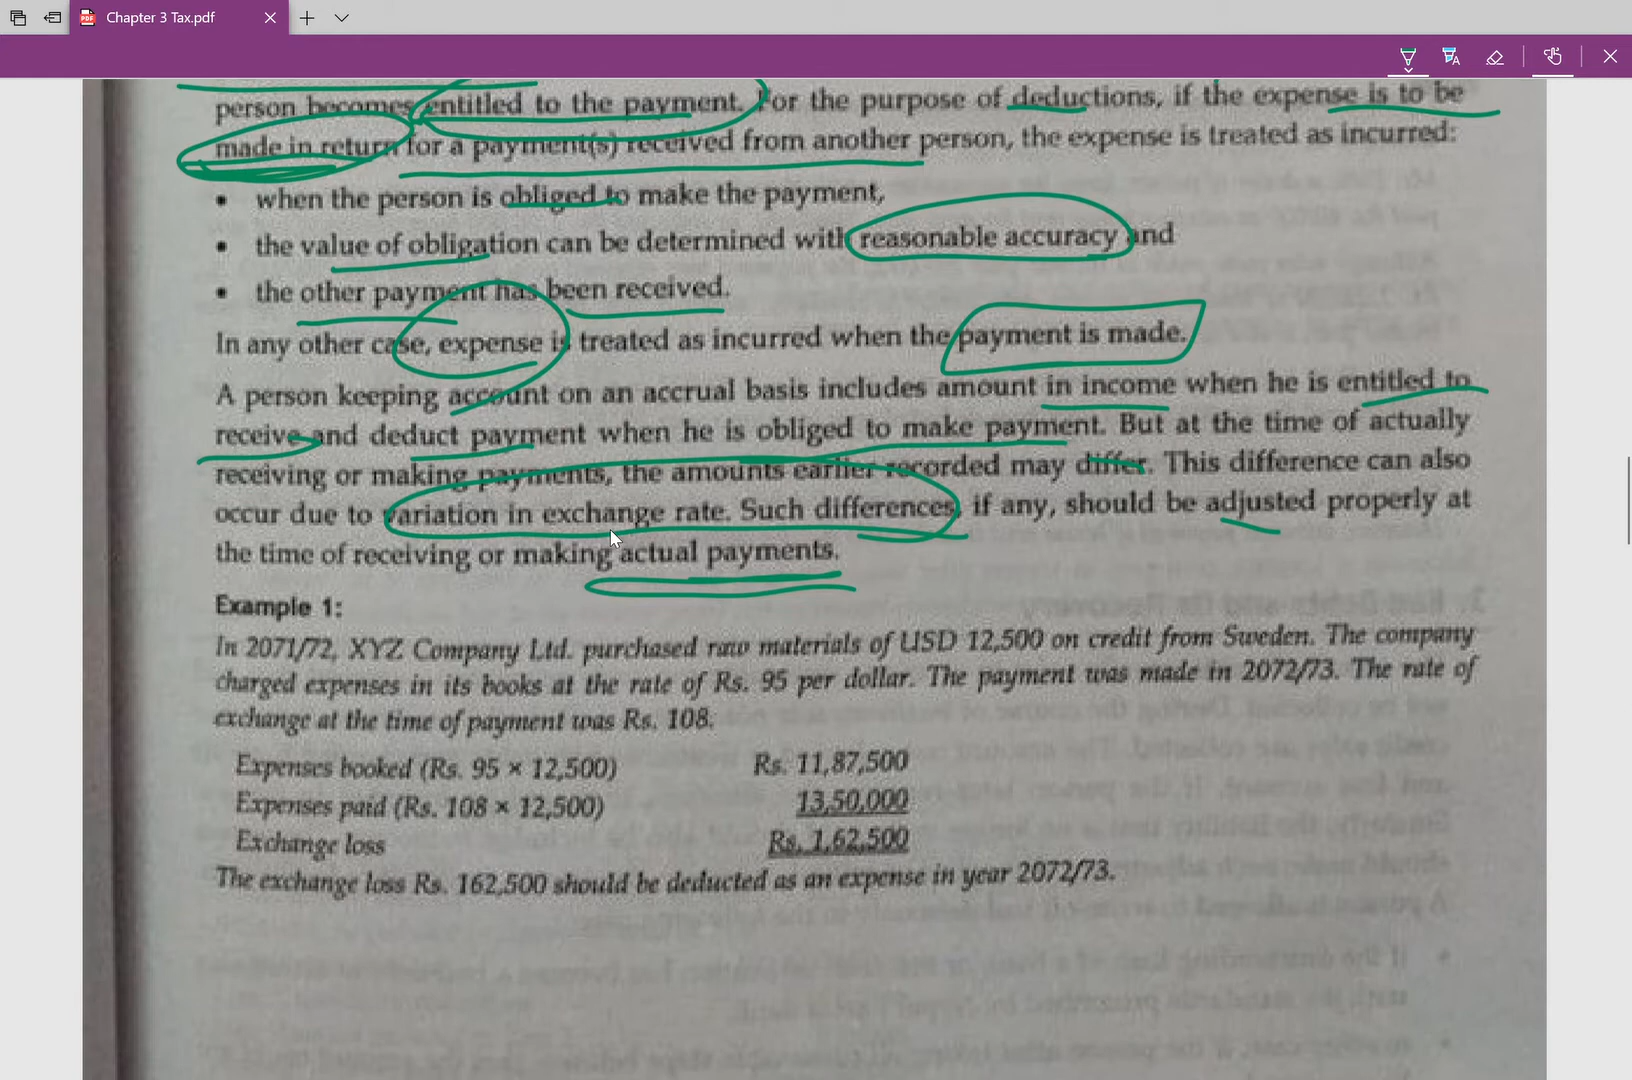 Chapter 3 Tax.pdf
person becomes entitled to the payment. For the purpose of deductions, if the expense is to be
made in return for a payment(s) received from another person, the expense is treated as incurred:
• when the person is obliged to make the payment,
• the value of obligation can be determined with reasonable accuracy and
• the other payment has been received.
In any other case, expense is treated as incurred when the payment is made.
A person keeping account on an accrual basis includes amount in income when he is entitled to
receive and deduct payment when he is obliged to make payment. But at the time of actually
receiving or making payments, the amounts earlier recorded may differ. This difference can also
occur due to variation in exchange rate. Such differences, if any, should be adjusted properly at
the time of receiving or making actual payments.
Example 1:
In 2071/72, XYZ Company Ltd. purchased raw materials of USD 12,500 on credit from Sweden. The company
charged expenses in its books at the rate of Rs. 95 per dollar. The payment was made in 2072/73. The rate of
exchange at the time of payment was Rs. 108.
Expenses booked (Rs. 95 × 12,500) Rs. 11,87,500
Expenses paid (Rs. 108 × 12,500) 13,50,000
Exchange loss Rs. 1,62,500
The exchange loss Rs. 162,500 should be deducted as an expense in year 2072/73.